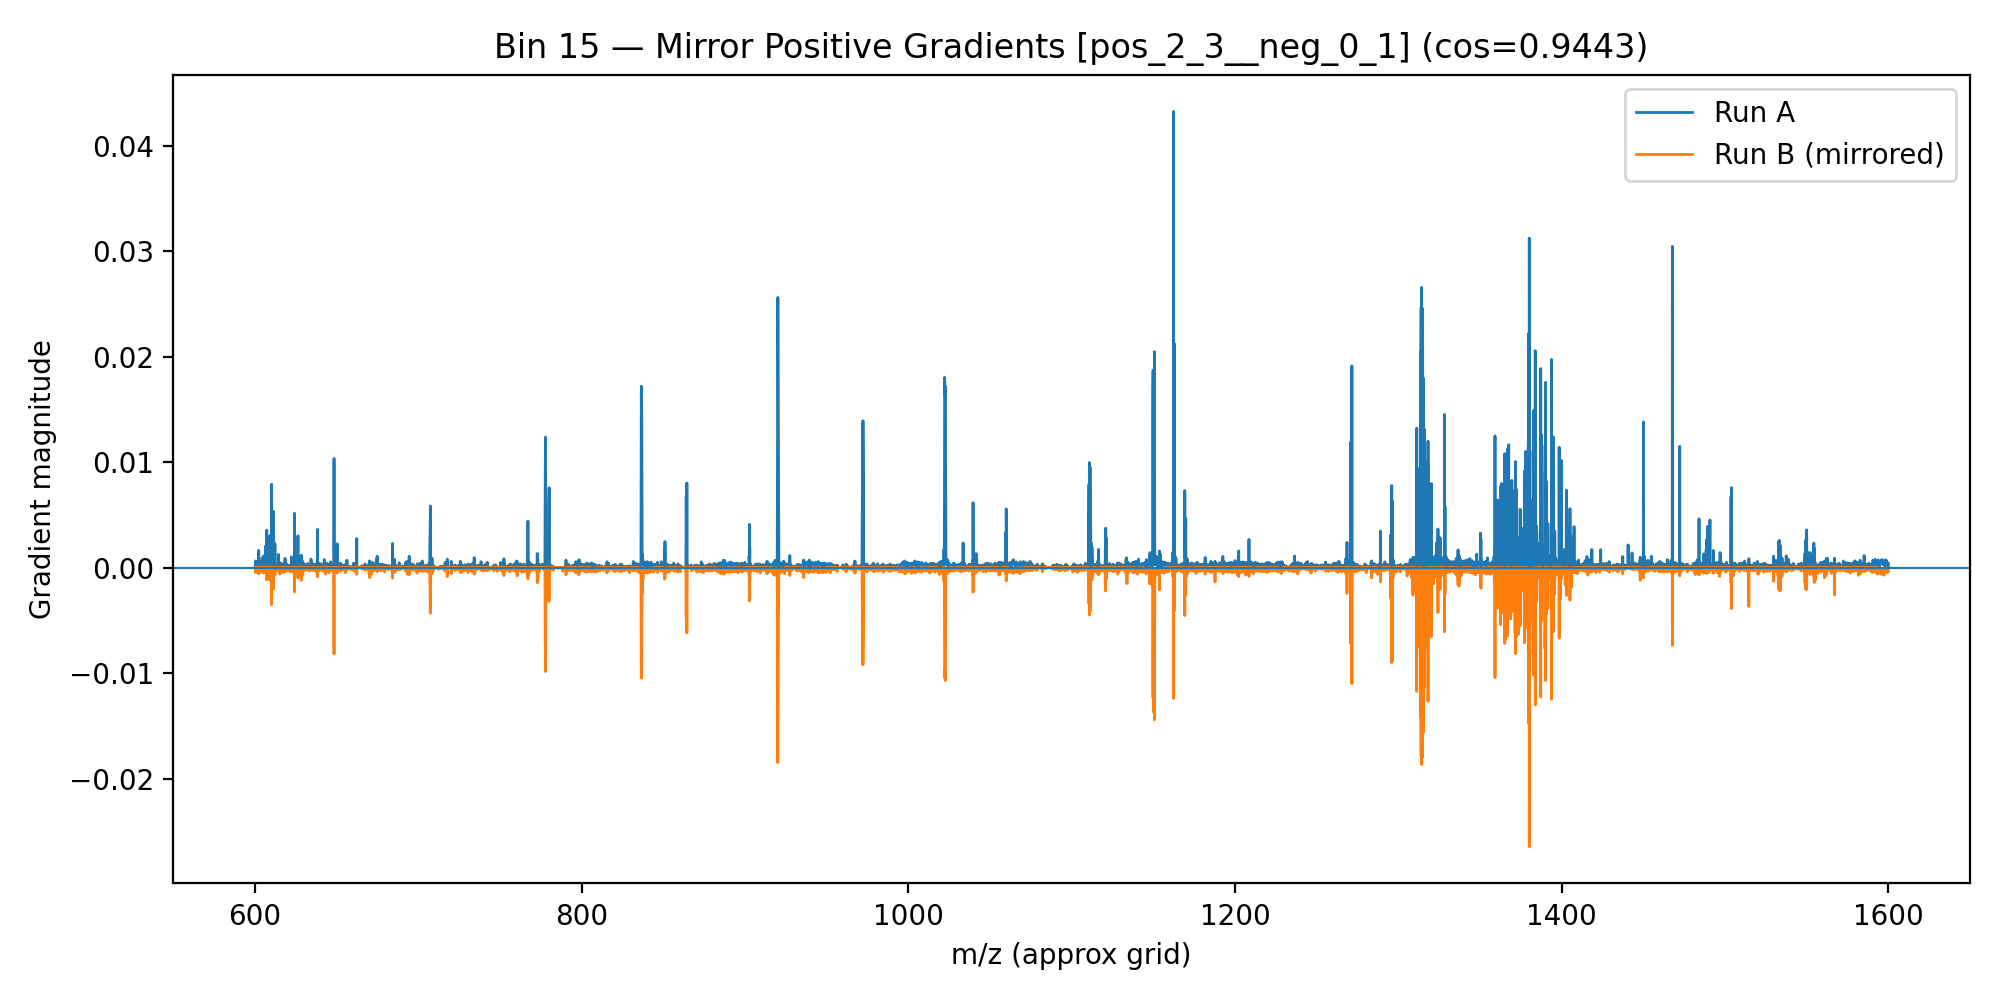 Bin 15 — Mirror Positive Gradients [pos_2_3__neg_0_1] (cos=0.9443)
Run A
Run B (mirrored)
0.04
0.03
0.02
0.01
0.00
−0.01
−0.02
Gradient magnitude
600
800
1000
1200
1400
1600
m/z (approx grid)